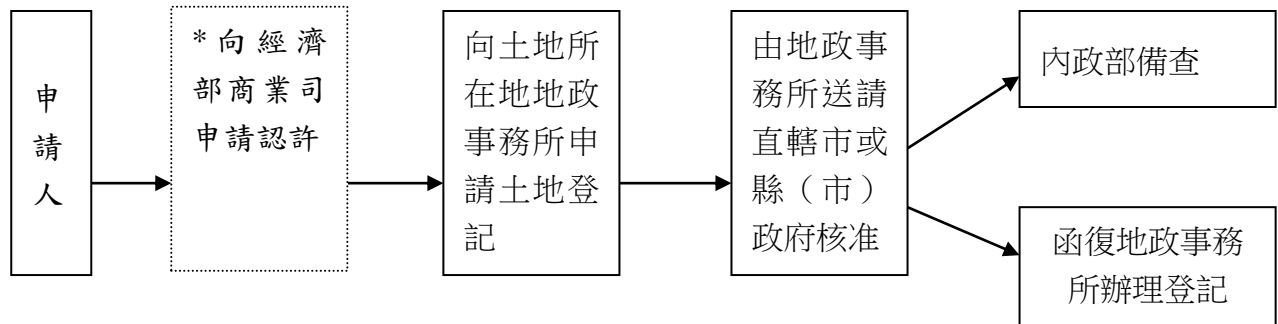 申
請
人
*向經濟
部商業司
申請認許
向土地所
在地地政
事務所申
請土地登
記
由地政事
務所送請
直轄市或
縣（市）
政府核准
內政部備查
函復地政事務
所辦理登記